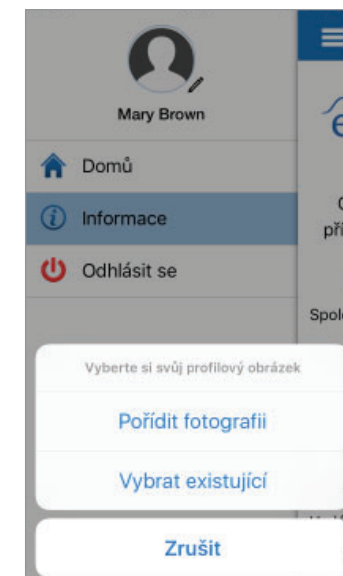 Mary Brown
Domů
Informace
Odhlásit se
Vyberte si svůj profilový obrázek
Pořídit fotografii
Vybrat existující
Zrušit